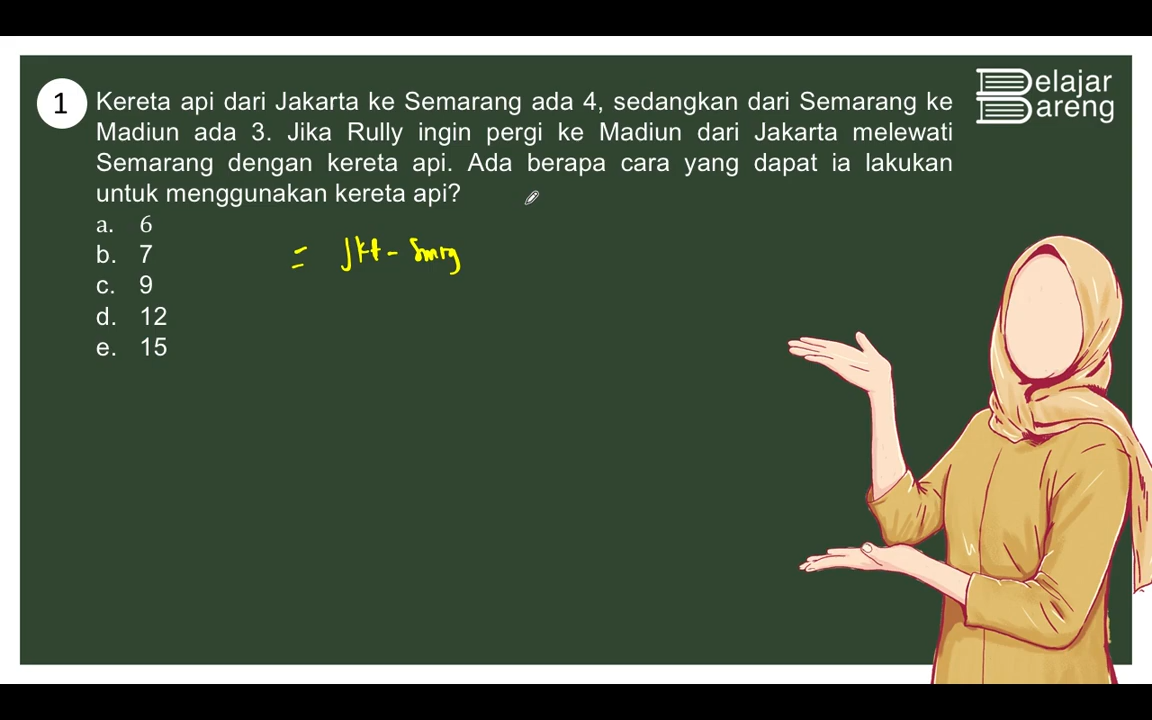 Belajar
Bareng
1 Kereta api dari Jakarta ke Semarang ada 4, sedangkan dari Semarang ke
Madiun ada 3. Jika Rully ingin pergi ke Madiun dari Jakarta melewati
Semarang dengan kereta api. Ada berapa cara yang dapat ia lakukan
untuk menggunakan kereta api?
a. 6
b. 7
c. 9
d. 12
e. 15
= Jkt - Smrg